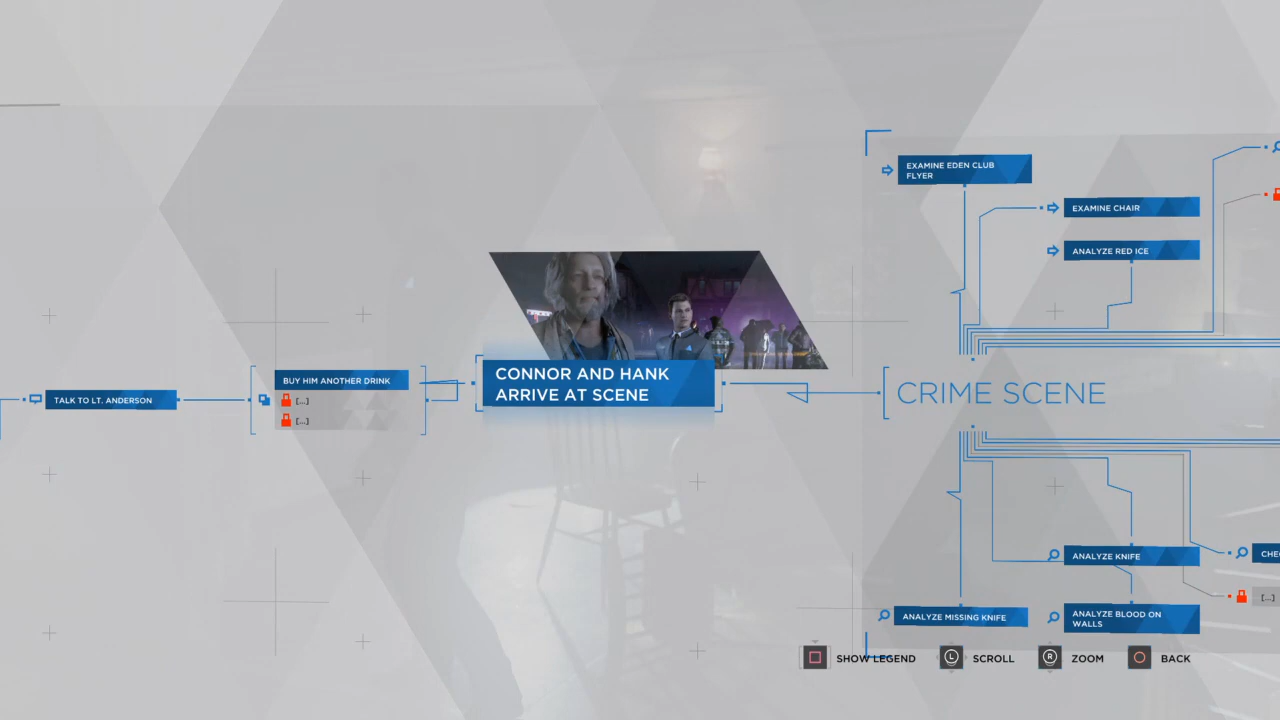 EXAMINE EDEN CLUB
FLYER
EXAMINE CHAIR
ANALYZE RED ICE
TALK TO LT. ANDERSON
BUY HIM ANOTHER DRINK
[...]
[...]
CONNOR AND HANK
ARRIVE AT SCENE
CRIME SCENE
ANALYZE KNIFE
CHE
[...]
ANALYZE MISSING KNIFE
ANALYZE BLOOD ON
WALLS
SHOW LEGEND
L
SCROLL
R
ZOOM
BACK